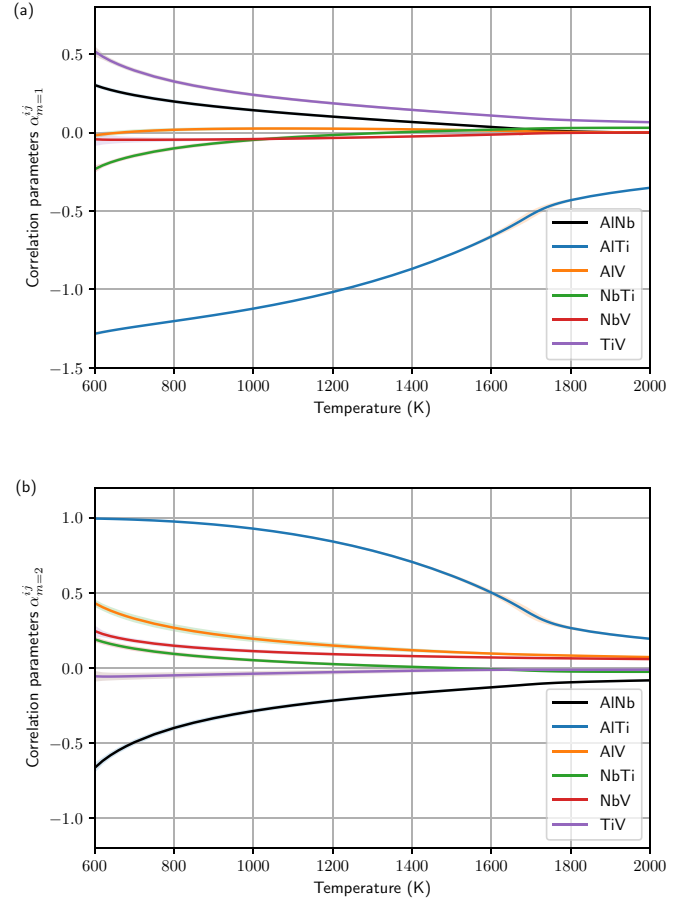 (a)
0.5
0.0
−0.5
−1.0
−1.5
Correlation parameters α^{ij}_{m=1}
AlNb
AlTi
AlV
NbTi
NbV
TiV
600 800 1000 1200 1400 1600 1800 2000
Temperature (K)
(b)
1.0
0.5
0.0
−0.5
−1.0
Correlation parameters α^{ij}_{m=2}
AlNb
AlTi
AlV
NbTi
NbV
TiV
600 800 1000 1200 1400 1600 1800 2000
Temperature (K)